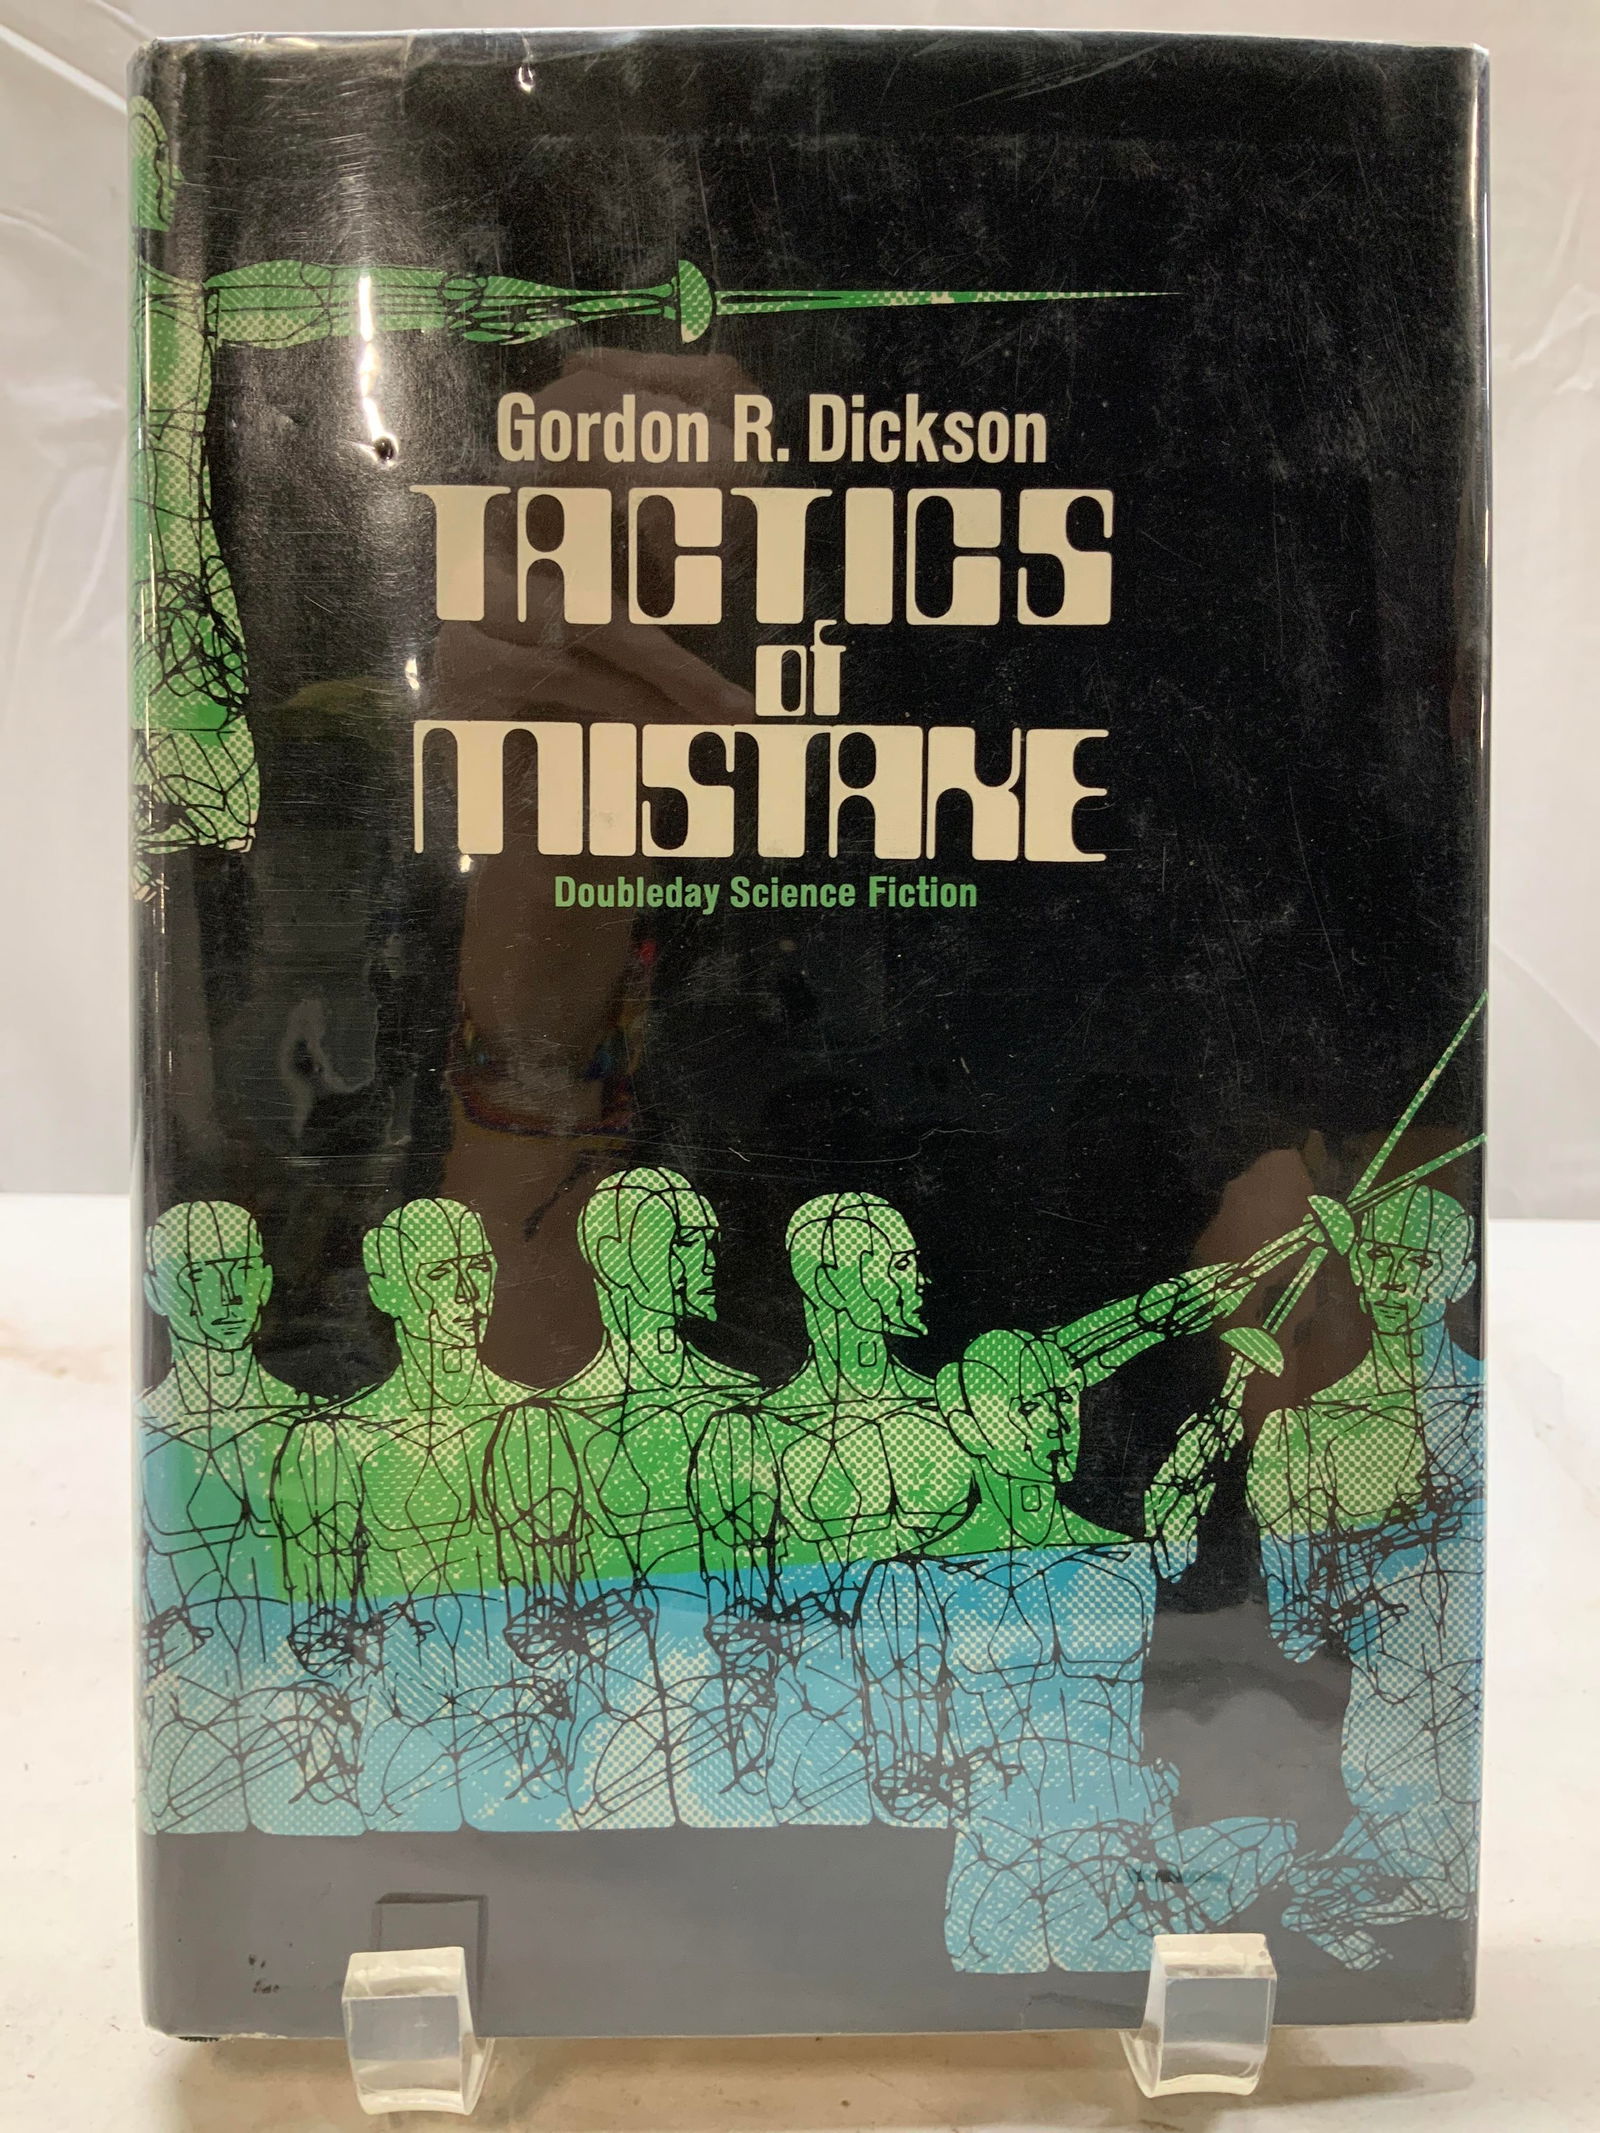 Gordon R. Dickson
TACTICS
of
MISTAKE
Doubleday Science Fiction